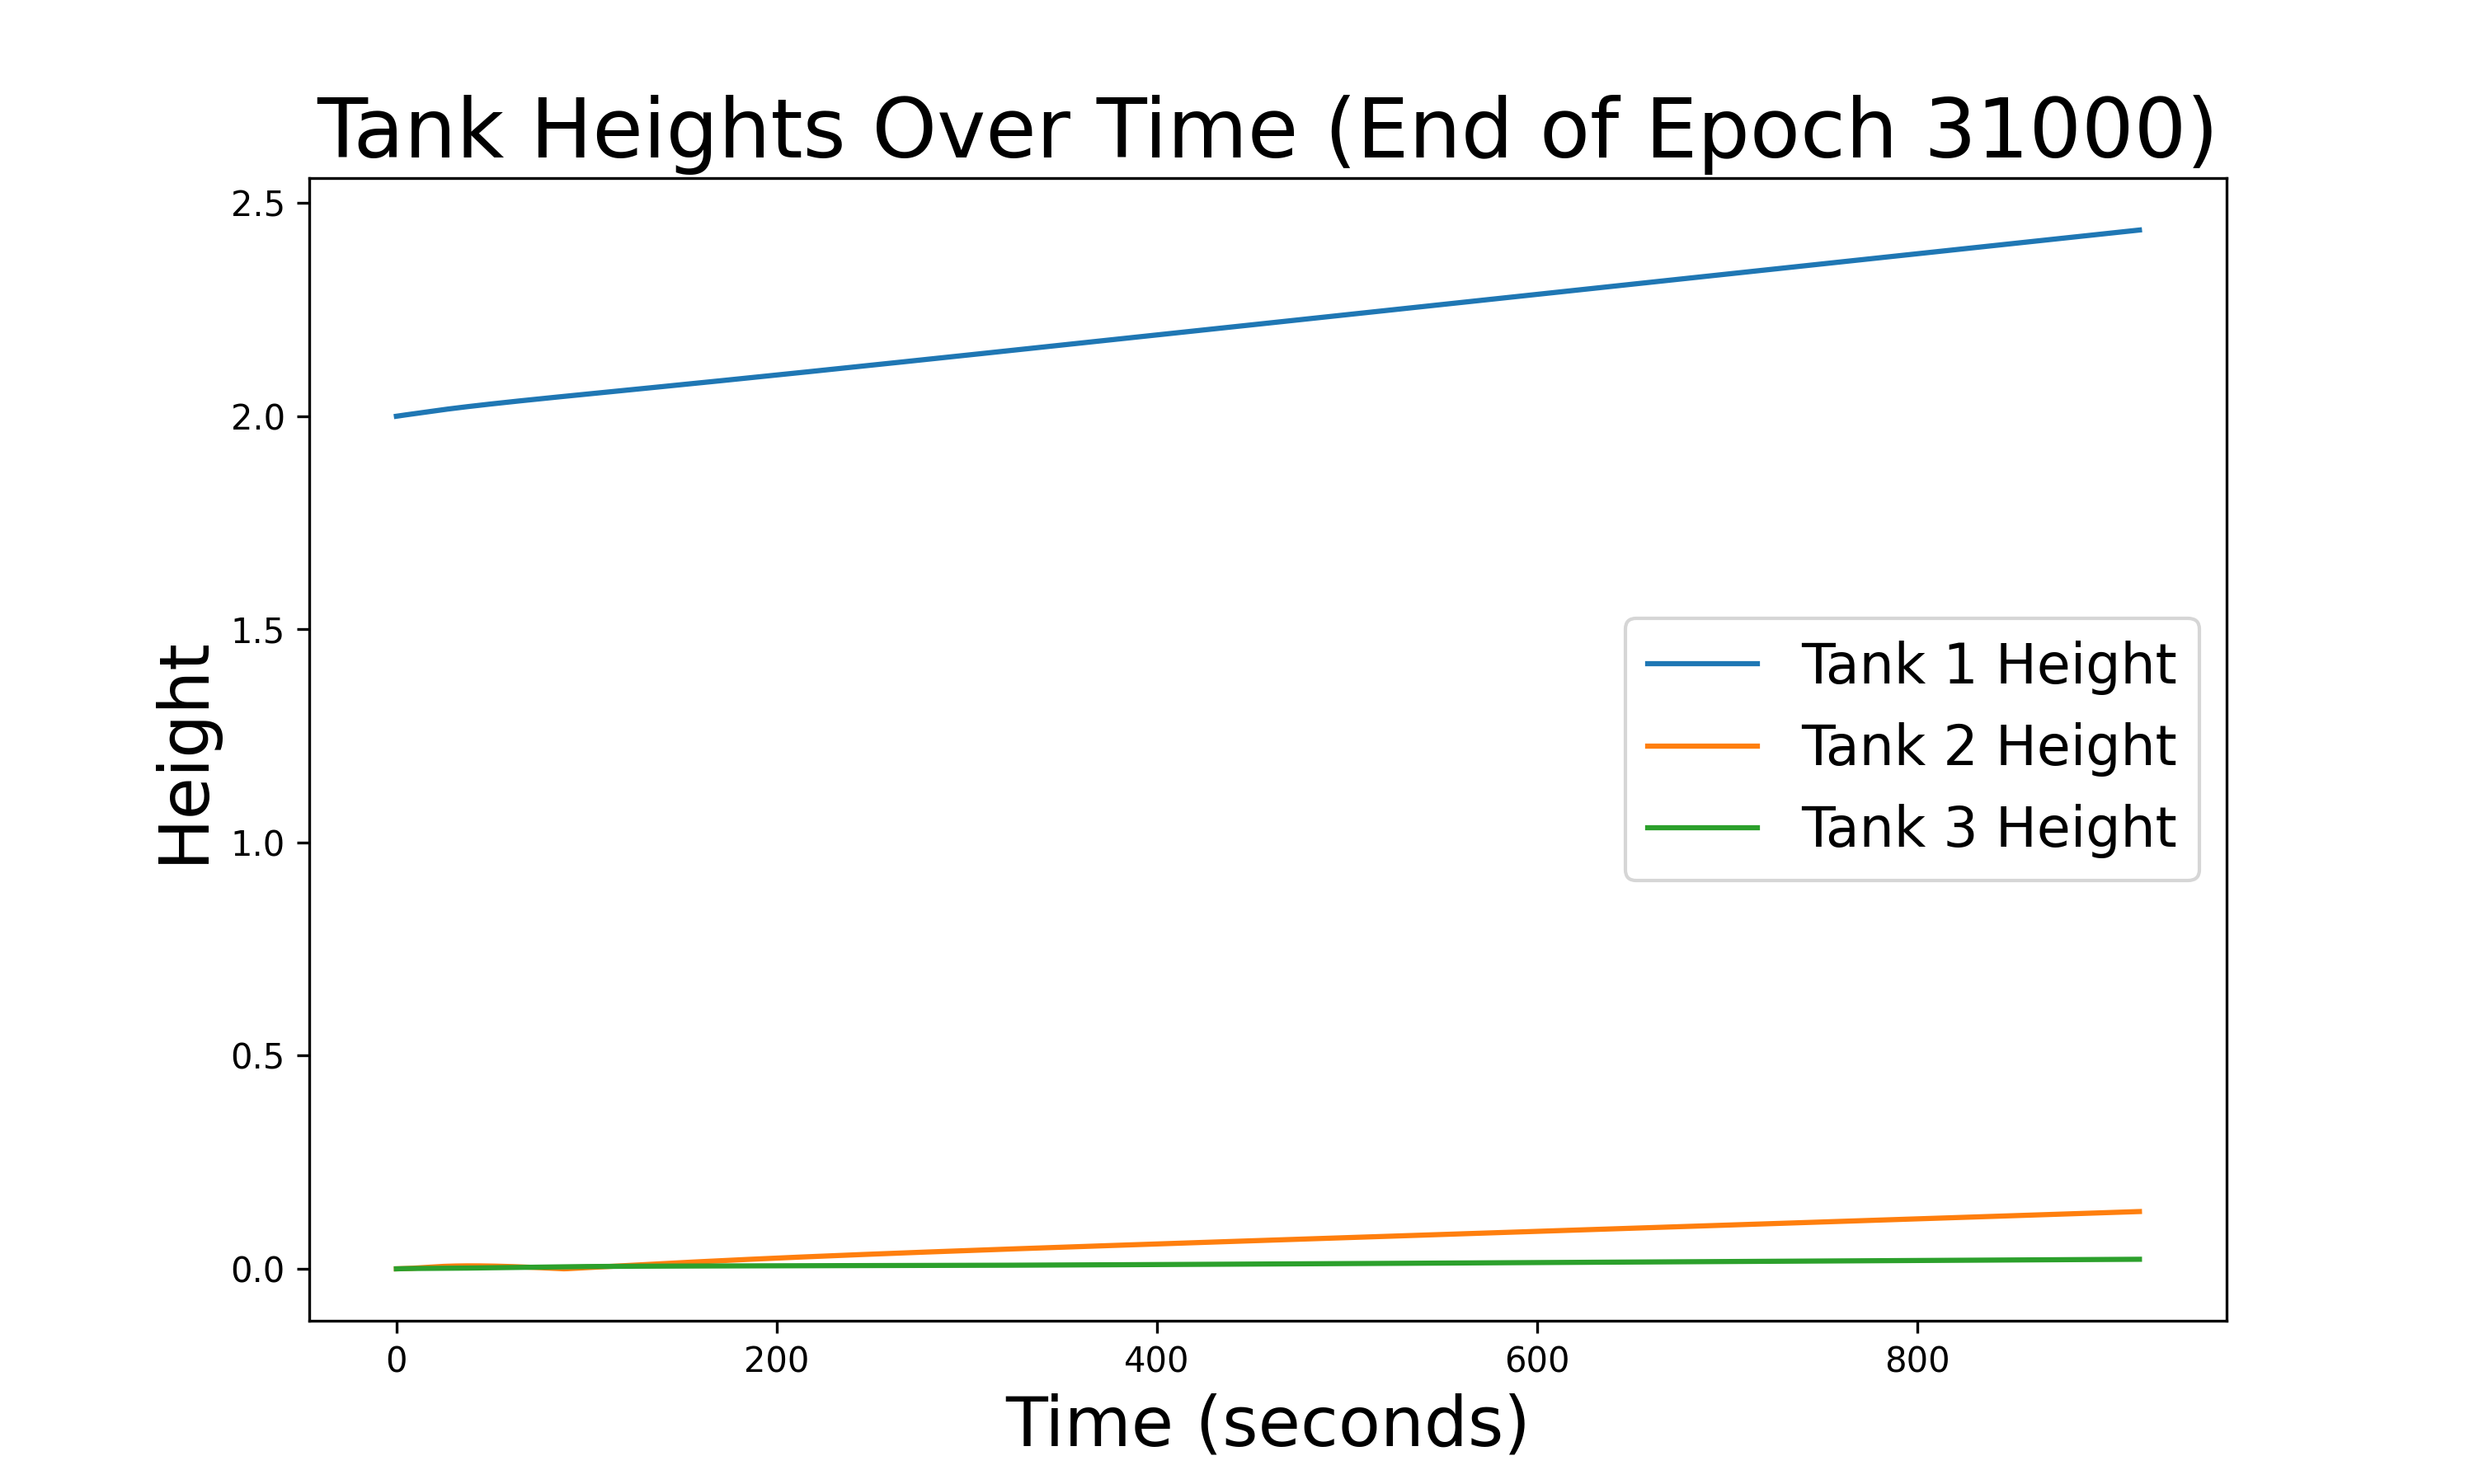 Tank Heights Over Time (End of Epoch 31000)
2.5
2.0
1.5
1.0
0.5
0.0
Height
Tank 1 Height
Tank 2 Height
Tank 3 Height
0 200 400 600 800
Time (seconds)